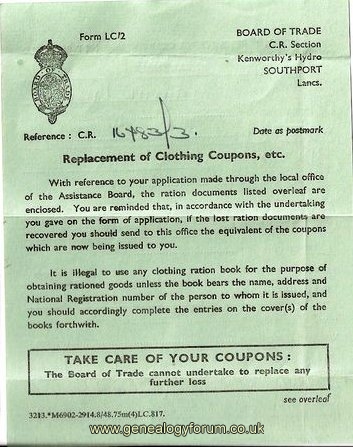 Form LC/2
BOARD OF TRADE
C.R. Section
Kenworthy's Hydro
SOUTHPORT
Lancs.
BOARD OF TRADE
Reference : C.R. 16483/3.
Date as postmark
Replacement of Clothing Coupons, etc.
With reference to your application made through the local office
of the Assistance Board, the ration documents listed overleaf are
enclosed. You are reminded that, in accordance with the undertaking
you gave on the form of application, if the lost ration documents are
recovered you should send to this office the equivalent of the coupons
which are now being issued to you.
It is illegal to use any clothing ration book for the purpose of
obtaining rationed goods unless the book bears the name, address and
National Registration number of the person to whom it is issued, and
you should accordingly complete the entries on the cover(s) of the
books forthwith.
TAKE CARE OF YOUR COUPONS :
The Board of Trade cannot undertake to replace any
further loss
see overleaf
3213.*M6902-2914.8/48.75m(4)L.C.817.
www.genealogyforum.co.uk